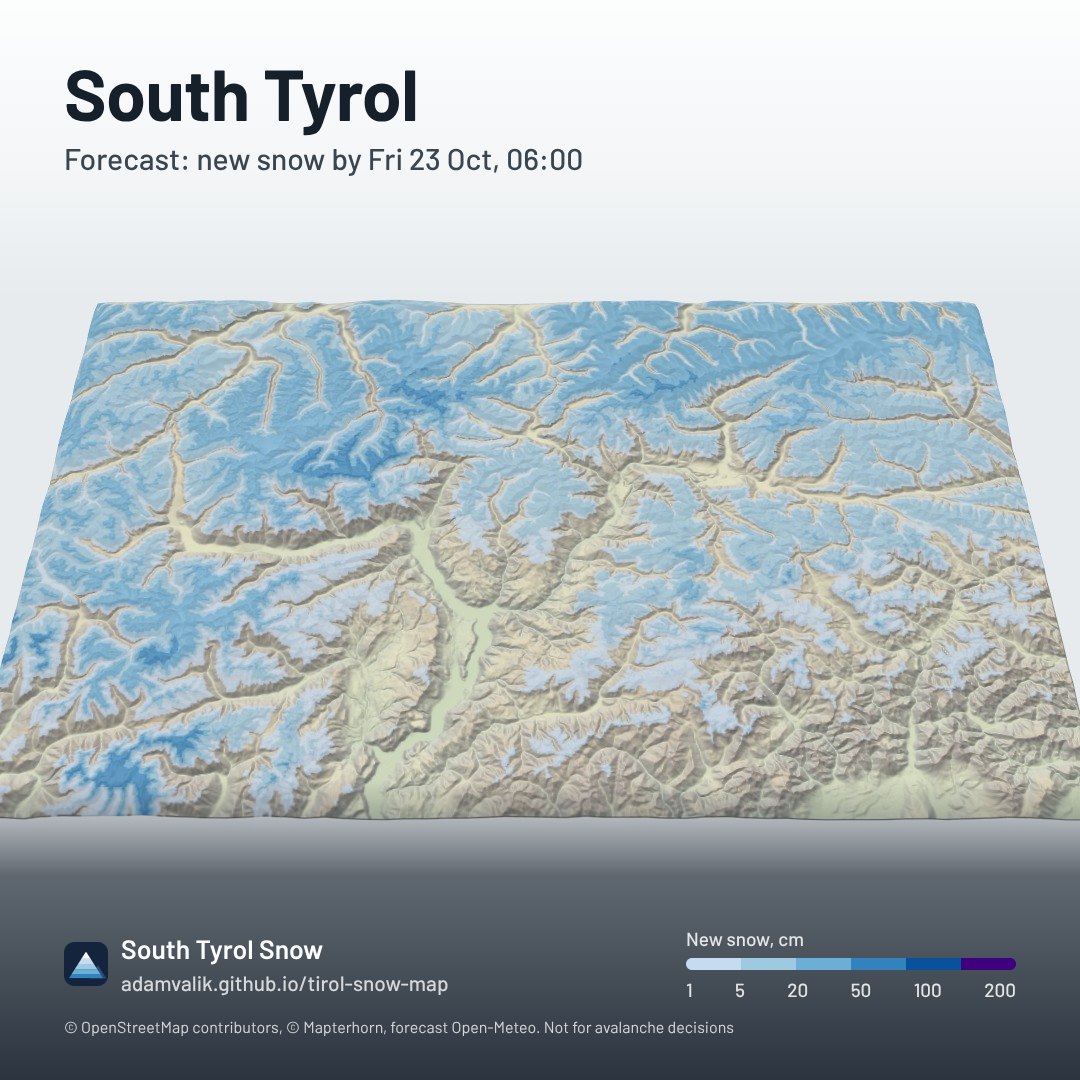 South Tyrol
Forecast: new snow by Fri 23 Oct, 06:00
South Tyrol Snow
adamvalik.github.io/tirol-snow-map
New snow, cm
1 5 20 50 100 200
© OpenStreetMap contributors, © Mapterhorn, forecast Open-Meteo. Not for avalanche decisions